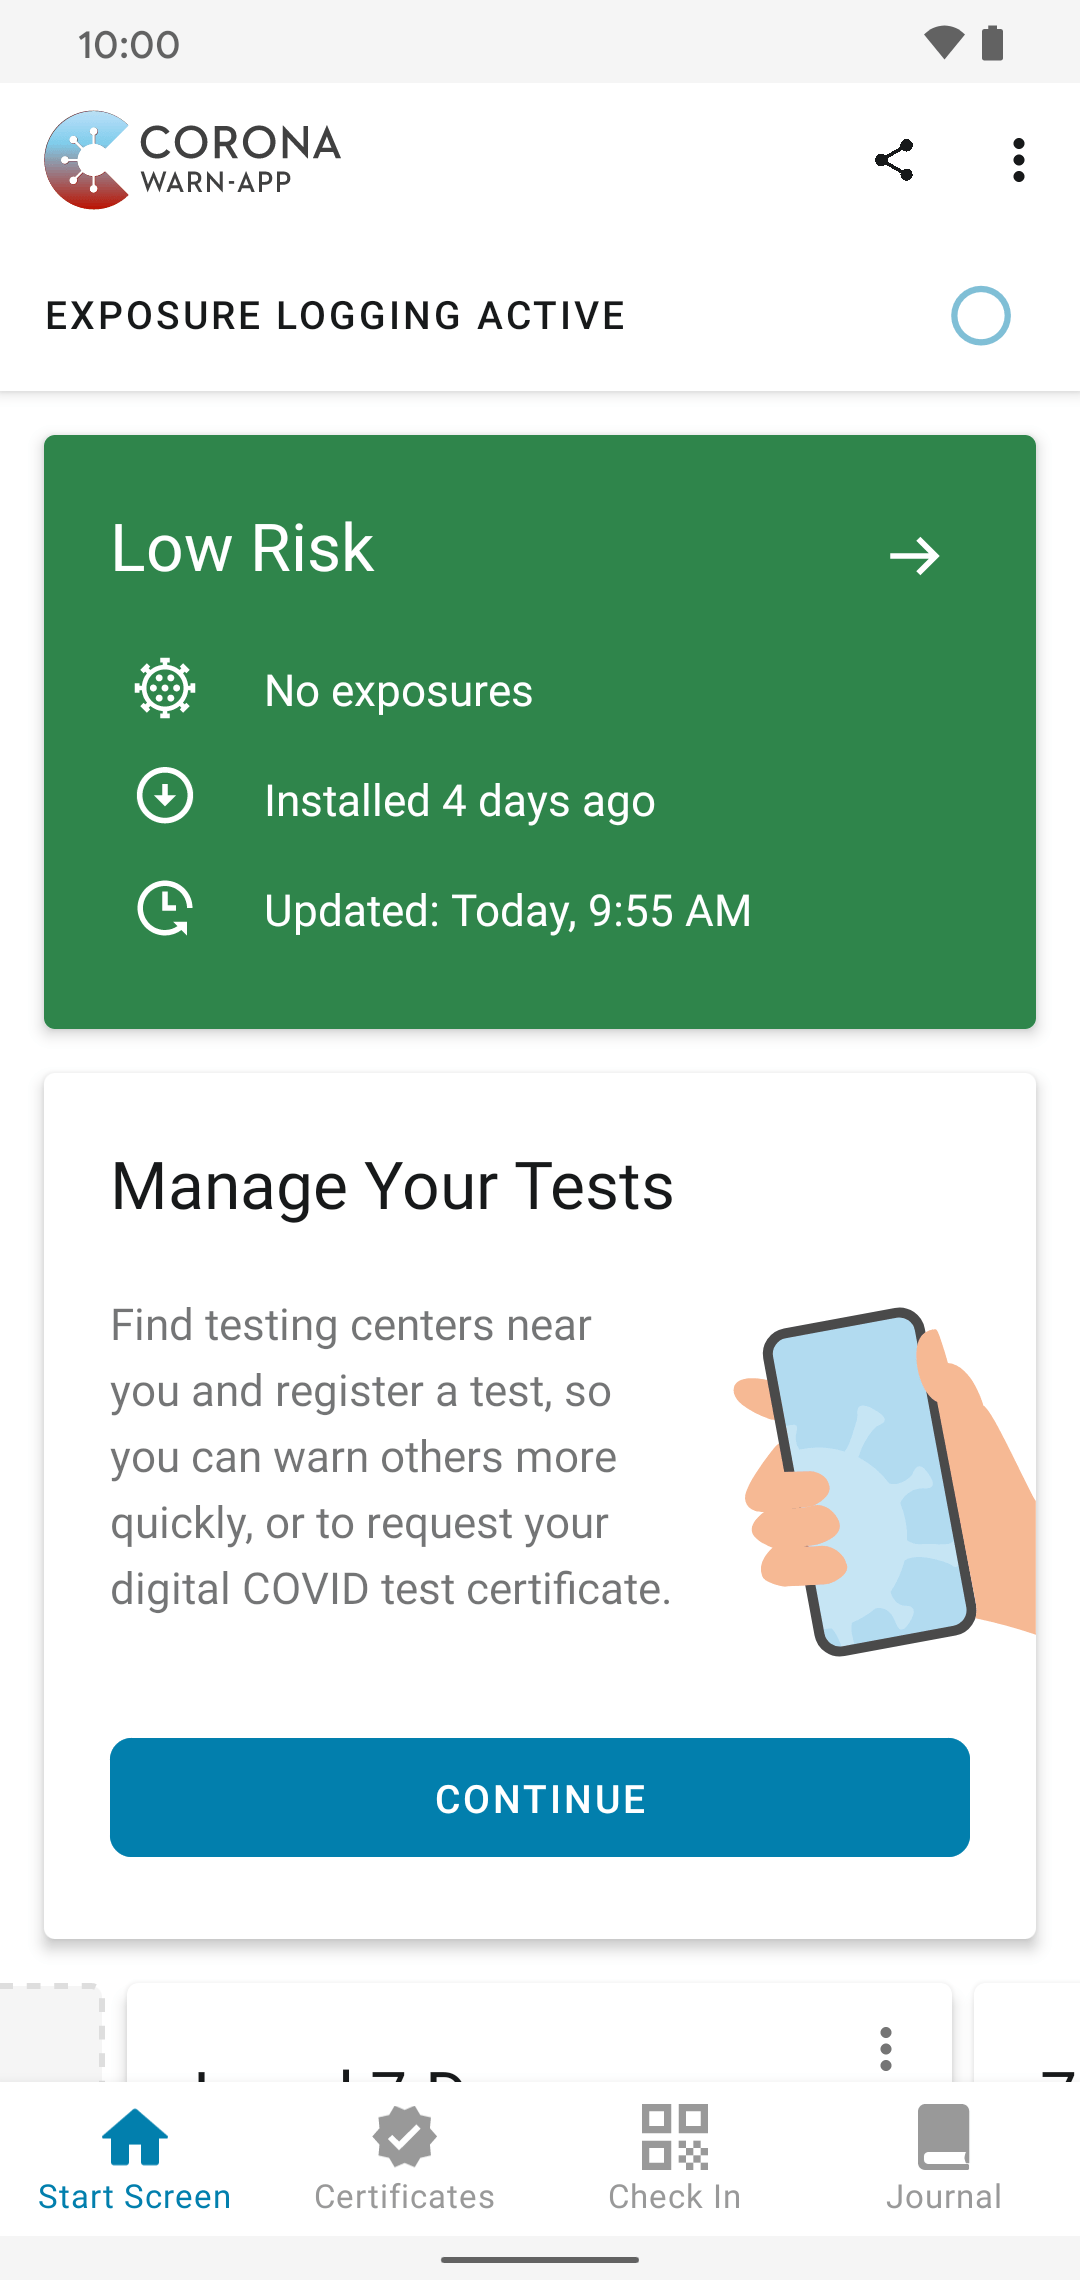 10:00
CORONA
WARN-APP
EXPOSURE LOGGING ACTIVE
Low Risk
No exposures
Installed 4 days ago
Updated: Today, 9:55 AM
Manage Your Tests
Find testing centers near
you and register a test, so
you can warn others more
quickly, or to request your
digital COVID test certificate.
CONTINUE
Start Screen
Certificates
Check In
Journal